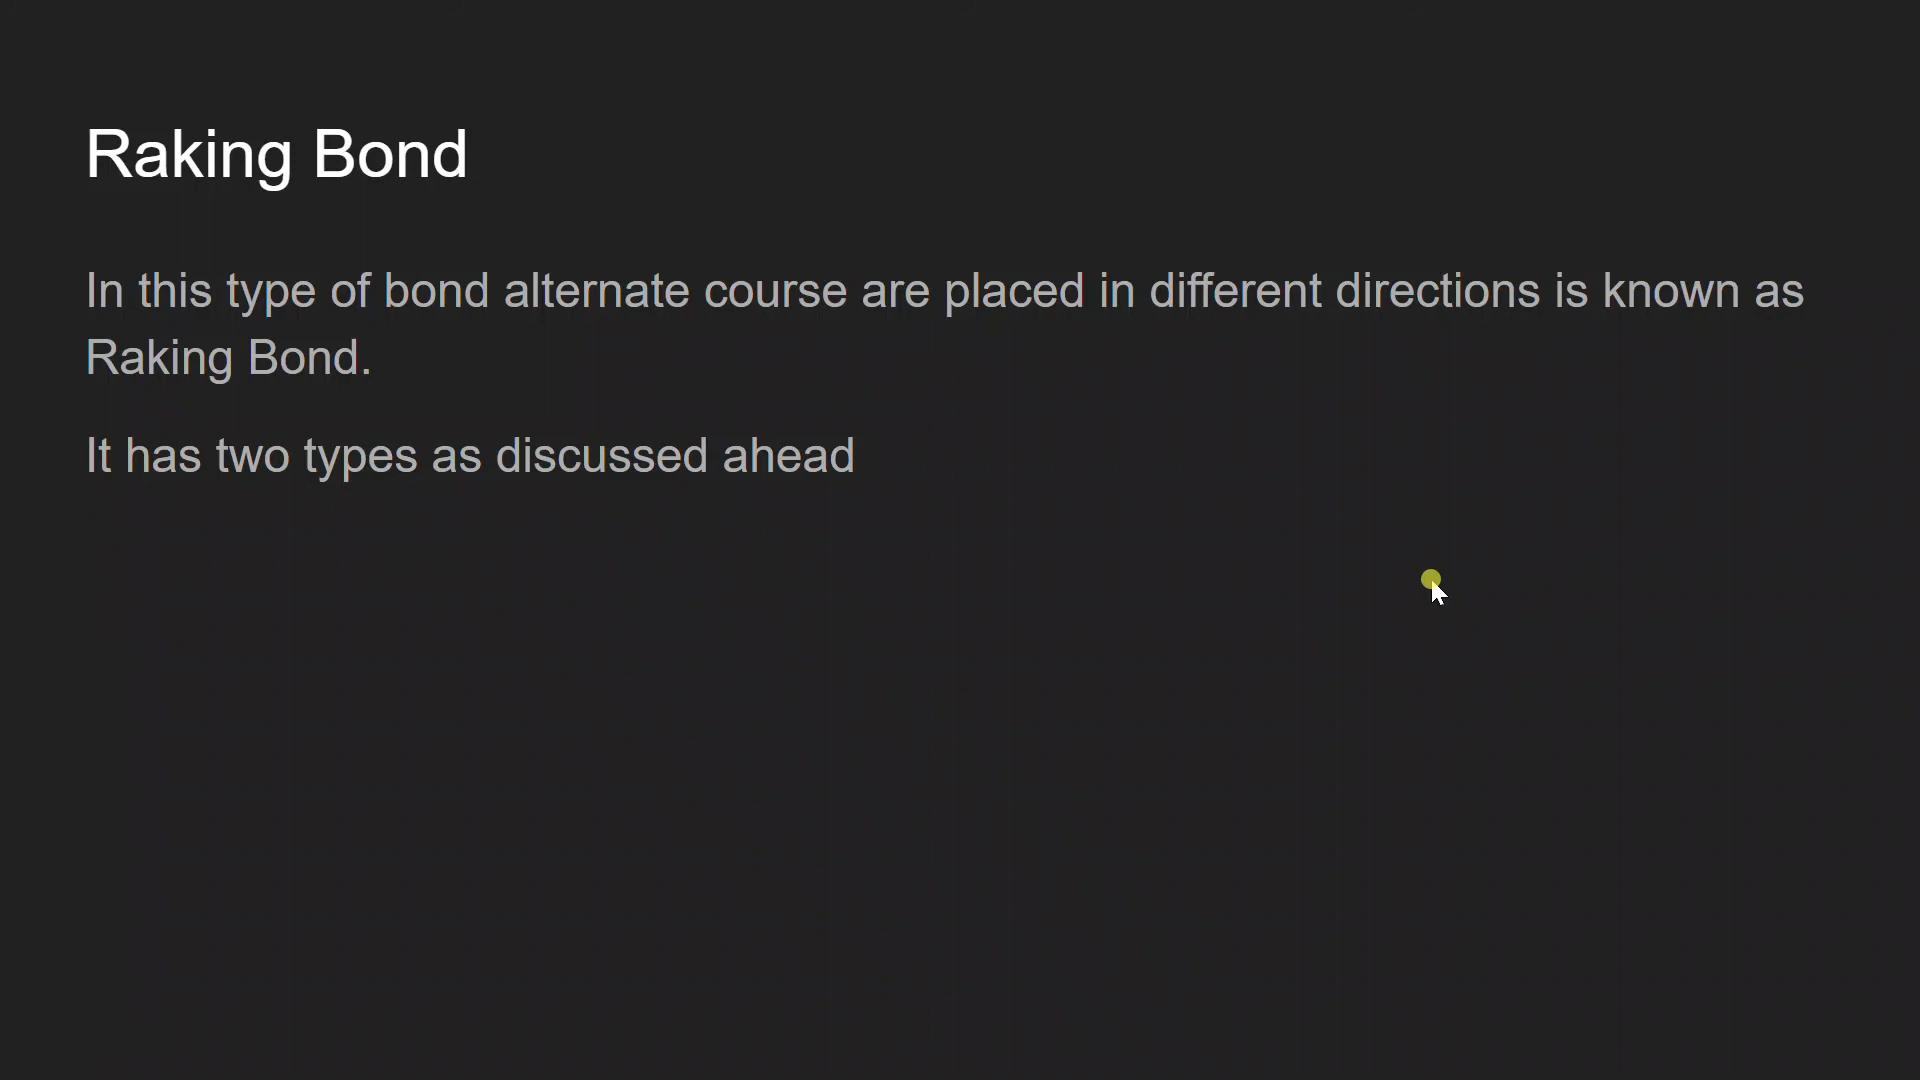 Raking Bond
In this type of bond alternate course are placed in different directions is known as
Raking Bond.
It has two types as discussed ahead